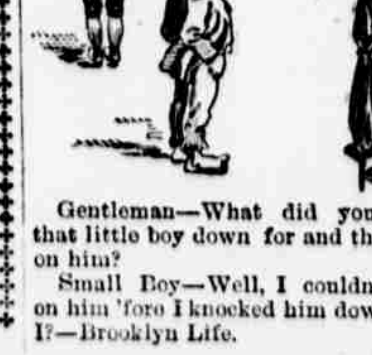 Gentleman—What did you
that little boy down for and th
on him?
Small Boy—Well, I couldn
on him 'fore I knocked him dow
I?—Brooklyn Life.